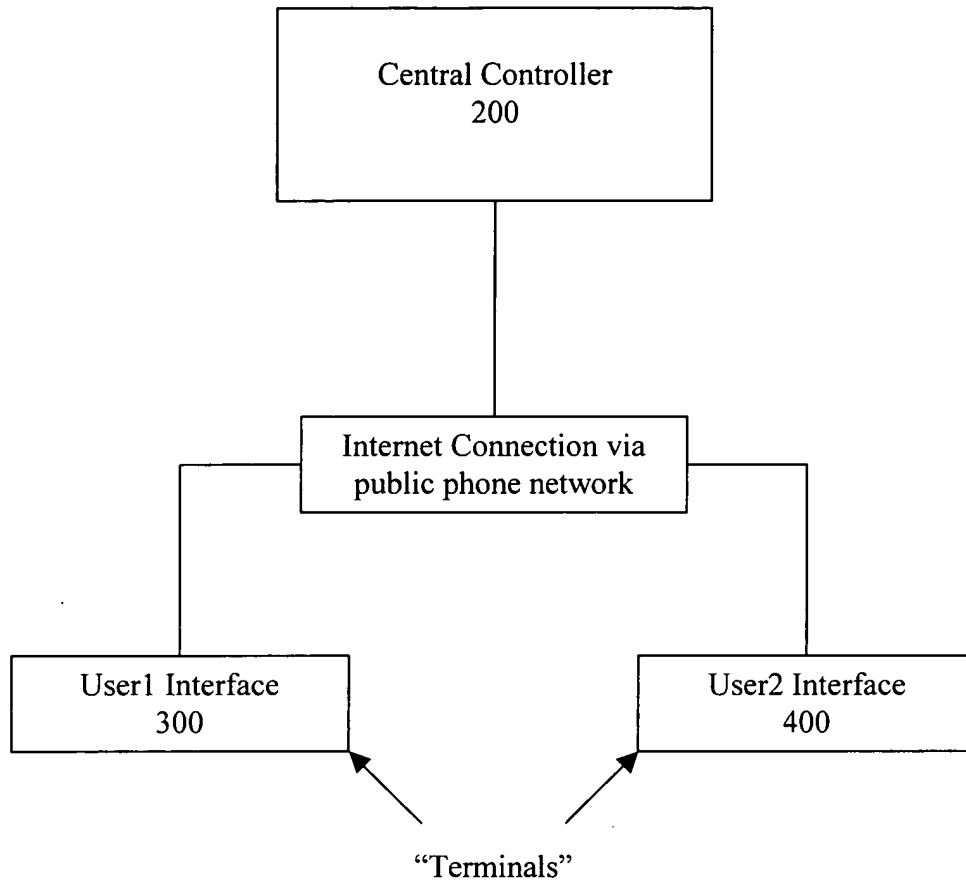 Central Controller
200
Internet Connection via
public phone network
User1 Interface
300
User2 Interface
400
“Terminals”